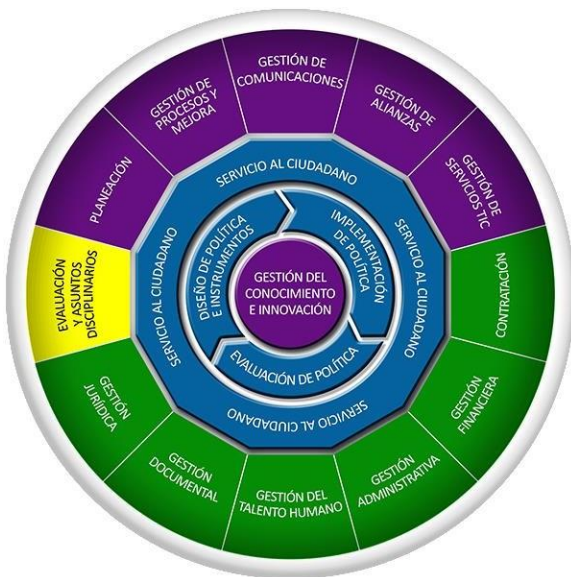 GESTIÓN DE
COMUNICACIONES
GESTIÓN DE
ALIANZAS
GESTIÓN DE
SERVICIOS TIC
CONTRATACIÓN
GESTIÓN
FINANCIERA
GESTIÓN
ADMINISTRATIVA
GESTIÓN DEL
TALENTO HUMANO
GESTIÓN
DOCUMENTAL
GESTIÓN
JURÍIDICA
EVALUACIÓN
Y ASUNTOS
DISCIPLINARIOS
PLANEACIÓN
GESTIÓN DE
PROCESOS Y
MEJORA
SERVICIO AL CIUDADANO
SERVICIO AL CIUDADANO
SERVICIO AL CIUDADANO
SERVICIO AL CIUDADANO
DISEÑO DE POLÍTICA
E INSTRUMENTOS
IMPLEMENTACIÓN
DE POLÍTICA
EVALUACIÓN DE POLÍTICA
GESTIÓN DEL
CONOCIMIENTO
E INNOVACIÓN